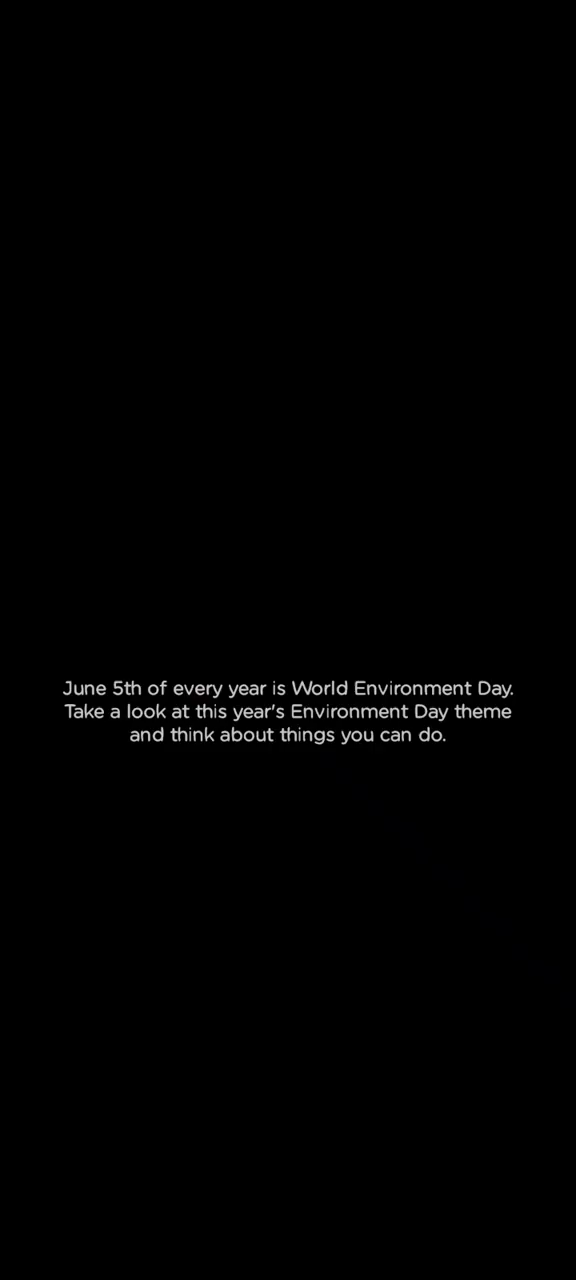 June 5th of every year is World Environment Day.
Take a look at this year's Environment Day theme
and think about things you can do.